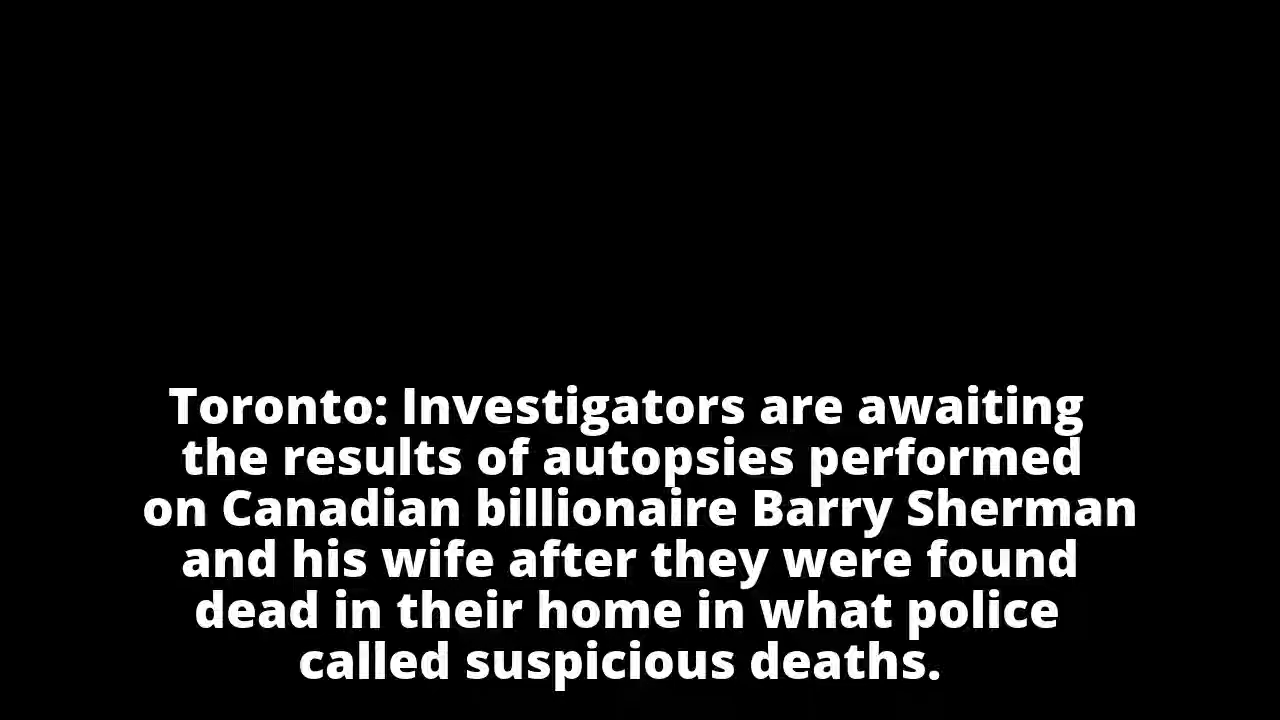 Toronto: Investigators are awaiting
the results of autopsies performed
on Canadian billionaire Barry Sherman
and his wife after they were found
dead in their home in what police
called suspicious deaths.